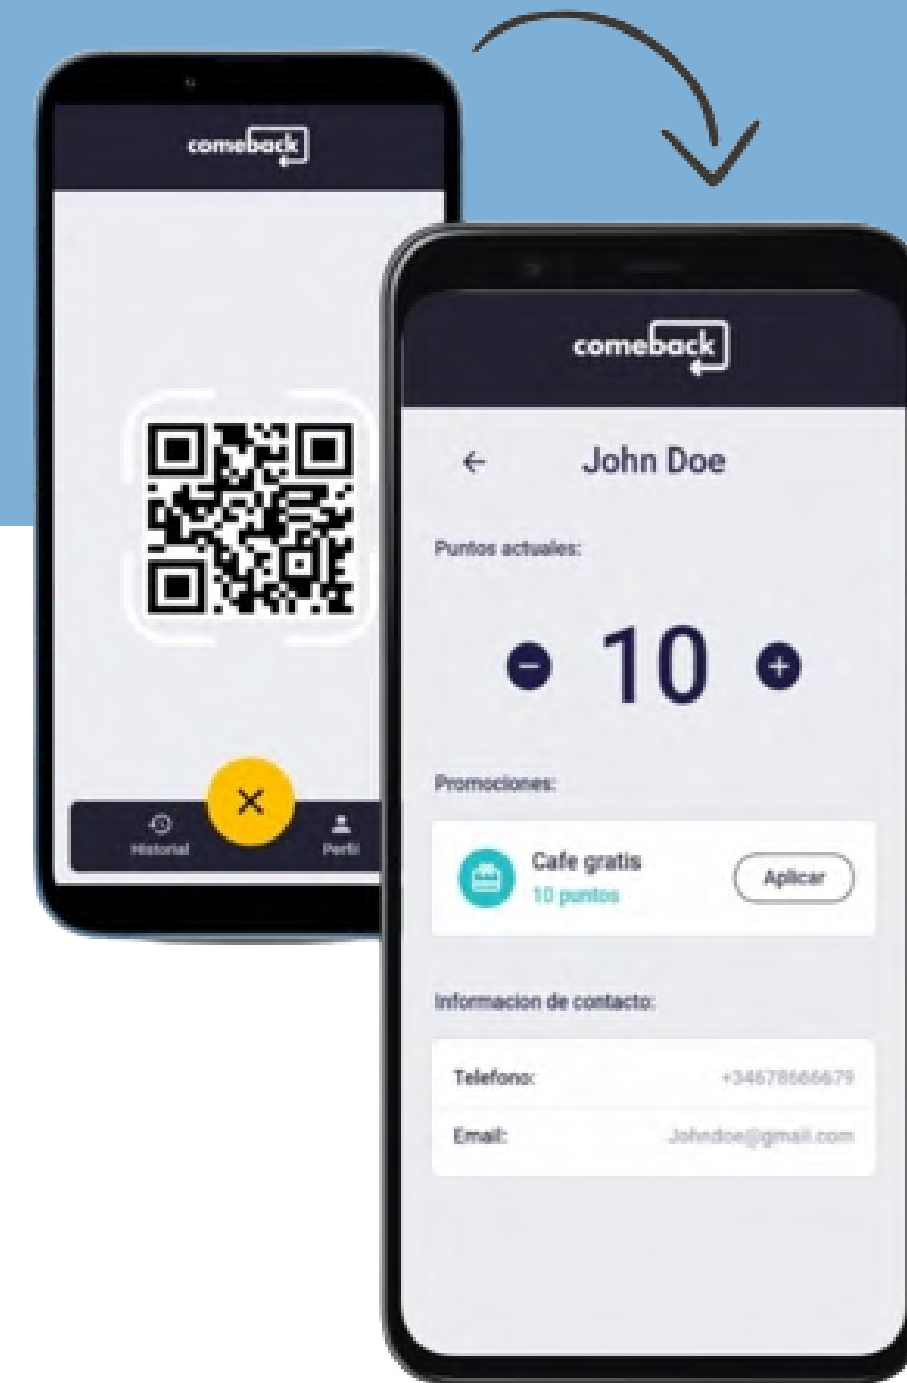 comeback
Historial
Perfil
comeback
John Doe
Puntos actuales:
10
Promociones:
Cafe gratis
10 puntos
Aplicar
Informacion de contacto:
Telefono: +34678666679
Email: Johndoe@gmail.com